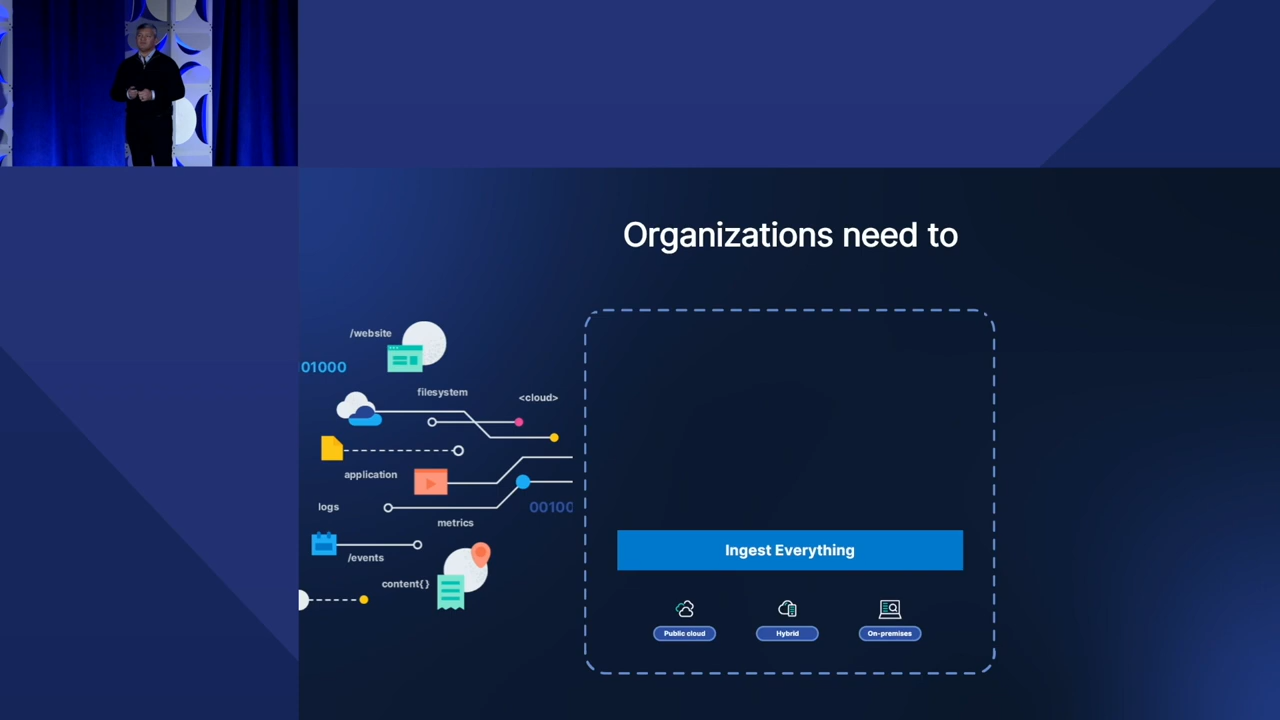 Organizations need to
/website
01000
filesystem
<cloud>
application
logs
00100
metrics
/events
content{}
Ingest Everything
Public cloud
Hybrid
On-premises